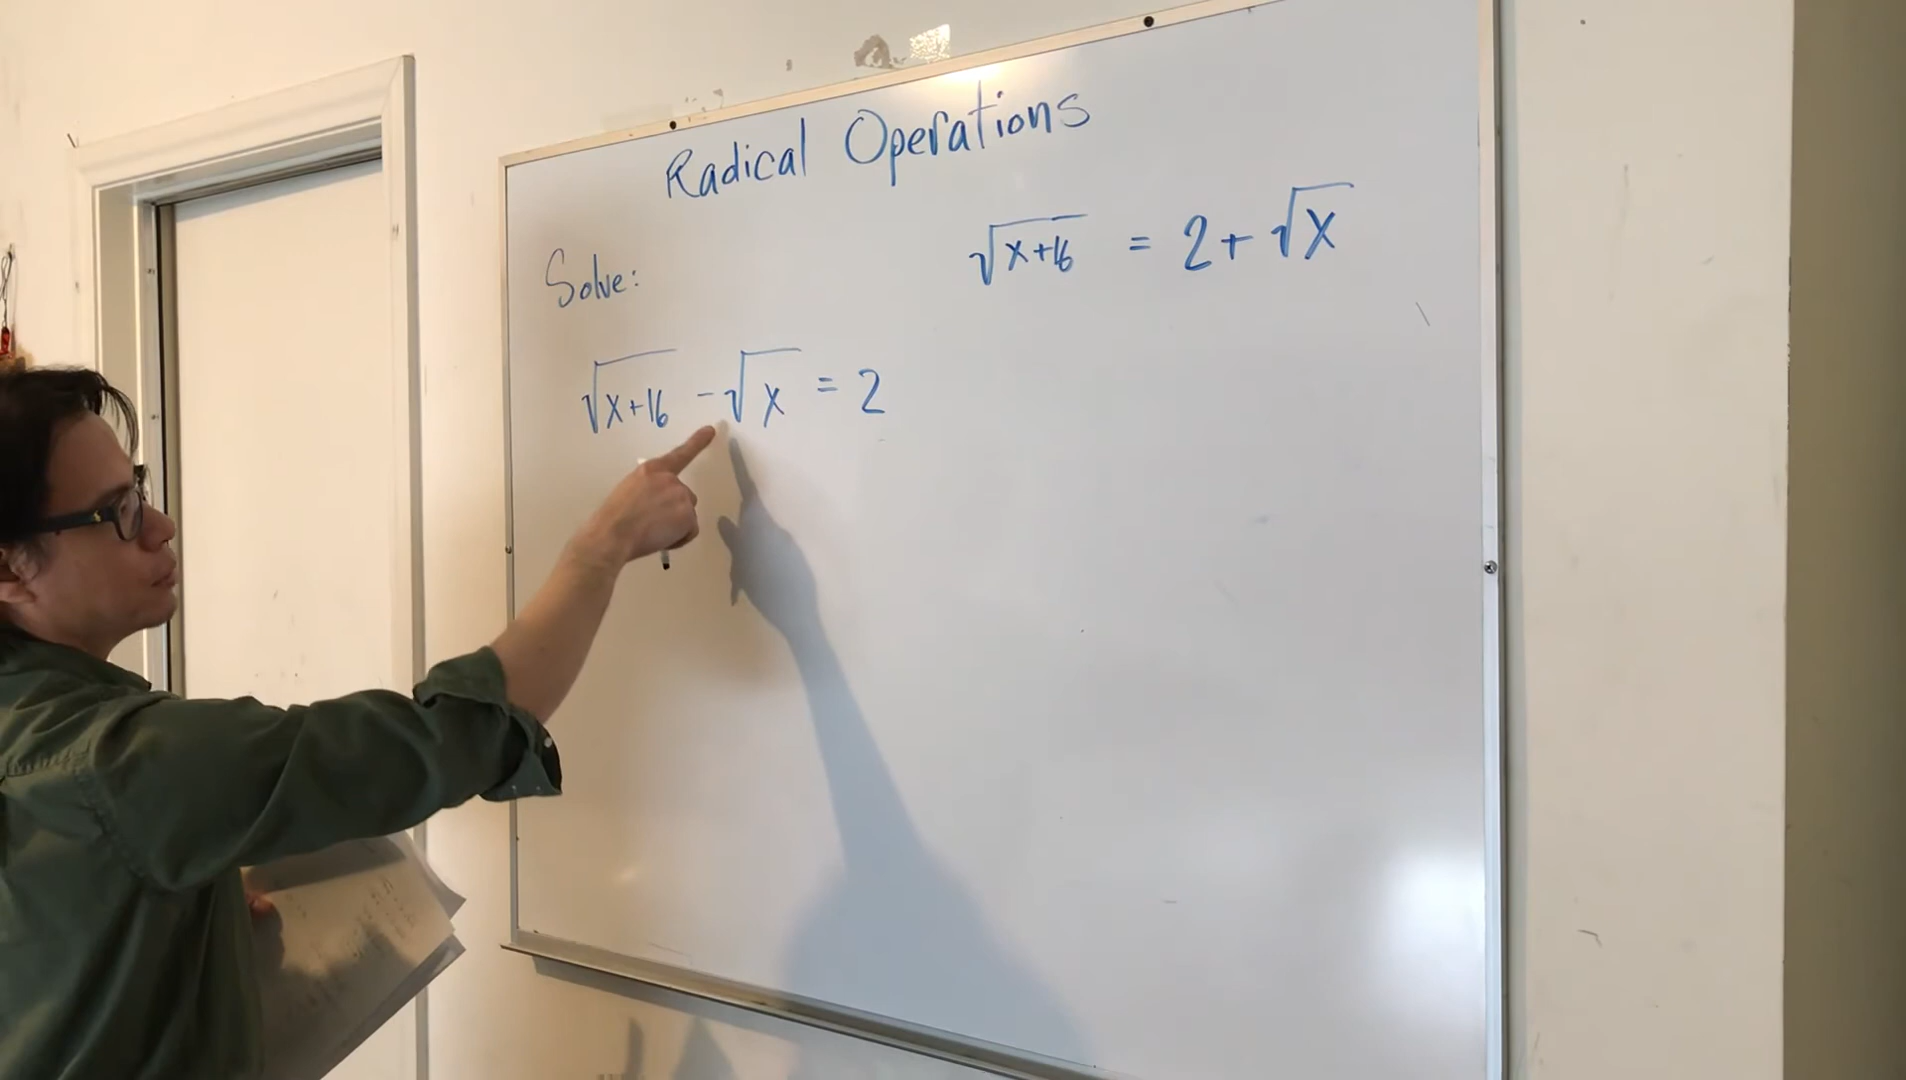 Radical Operations
Solve:
√(x+16) - √x = 2
√(x+16) = 2 + √x